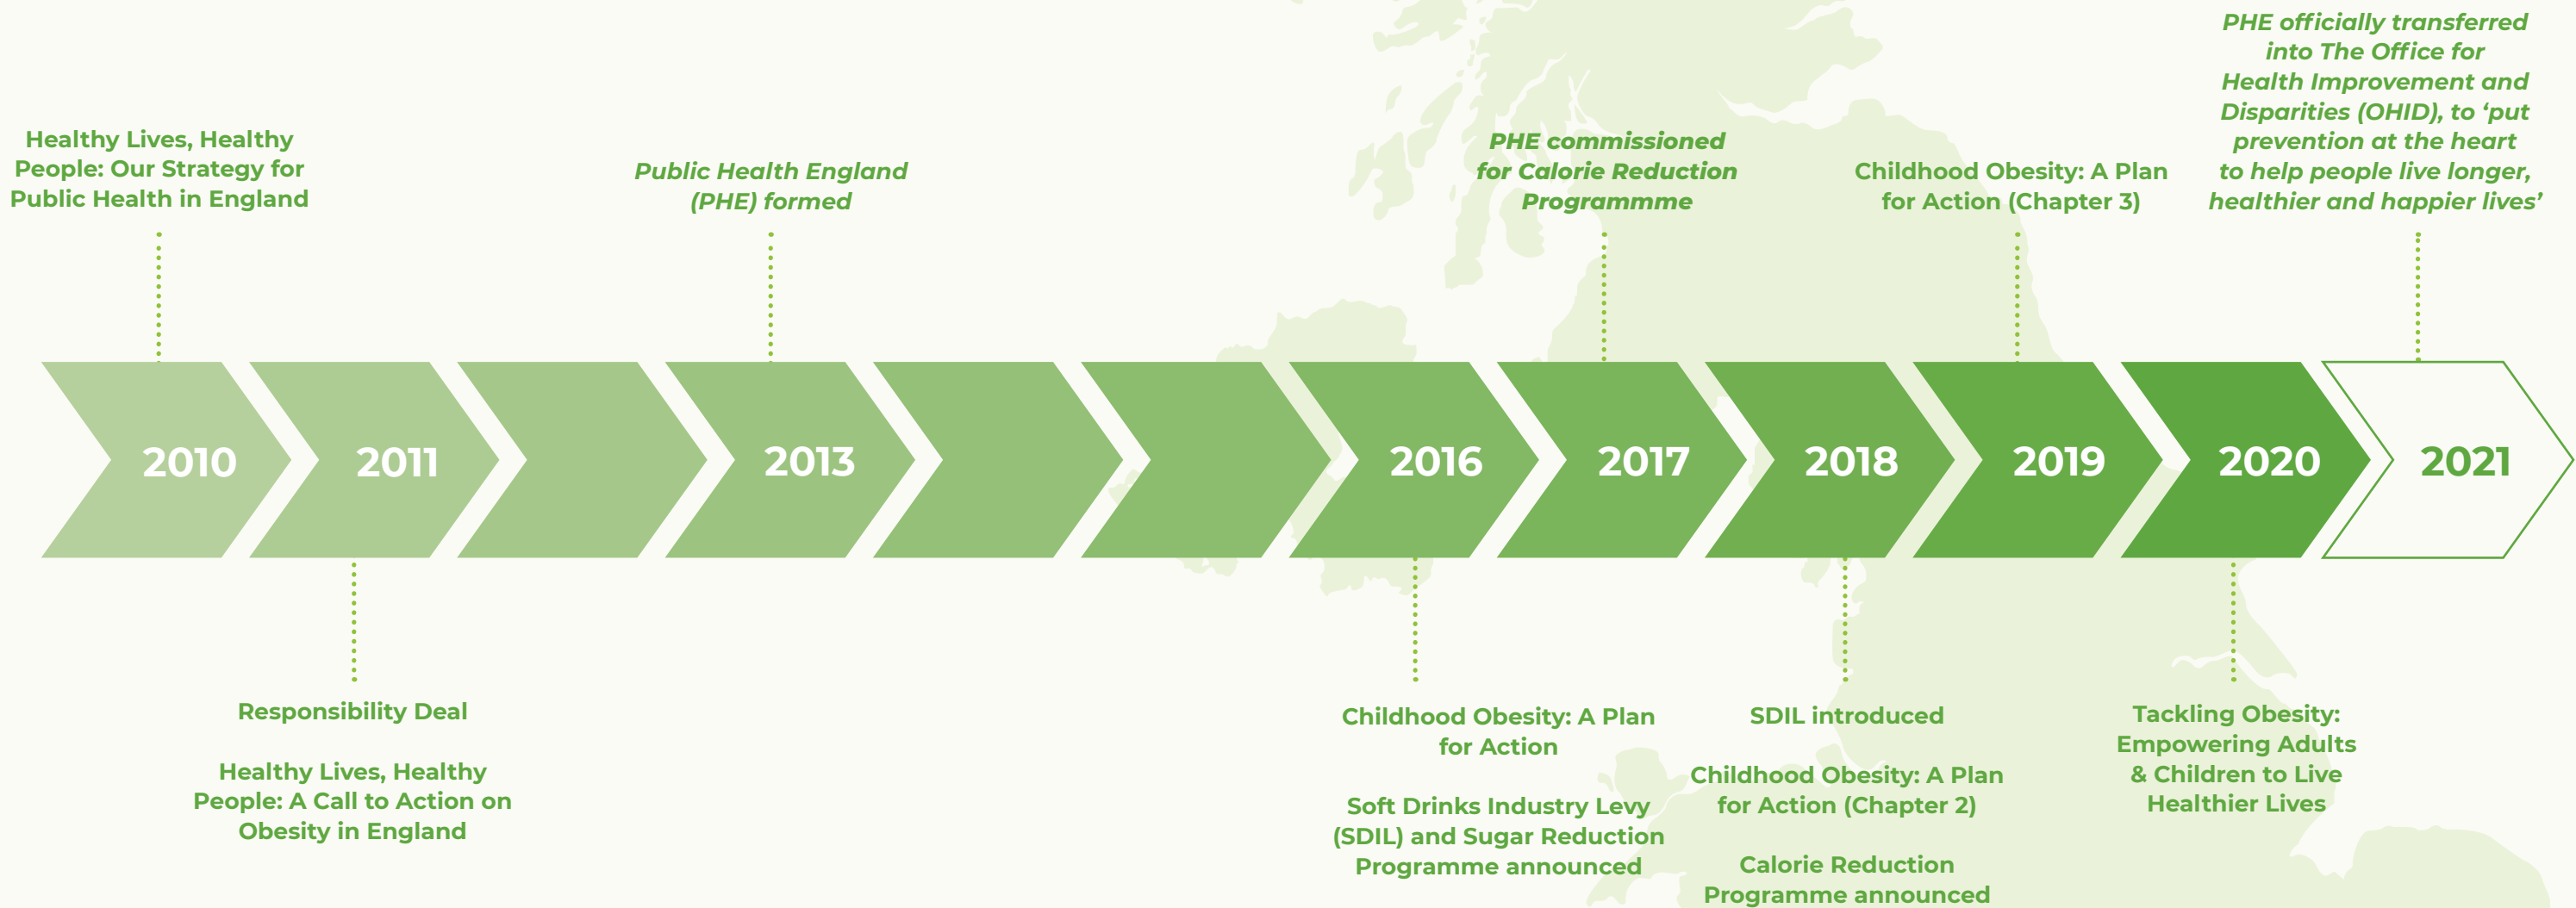 Healthy Lives, Healthy
People: Our Strategy for
Public Health in England
Public Health England
(PHE) formed
PHE commissioned
for Calorie Reduction
Programmme
Childhood Obesity: A Plan
for Action (Chapter 3)
PHE officially transferred
into The Office for
Health Improvement and
Disparities (OHID), to ‘put
prevention at the heart
to help people live longer,
healthier and happier lives’
2010
2011
2013
2016
2017
2018
2019
2020
2021
Responsibility Deal
Healthy Lives, Healthy
People: A Call to Action on
Obesity in England
Childhood Obesity: A Plan
for Action
Soft Drinks Industry Levy
(SDIL) and Sugar Reduction
Programme announced
SDIL introduced
Childhood Obesity: A Plan
for Action (Chapter 2)
Calorie Reduction
Programme announced
Tackling Obesity:
Empowering Adults
& Children to Live
Healthier Lives